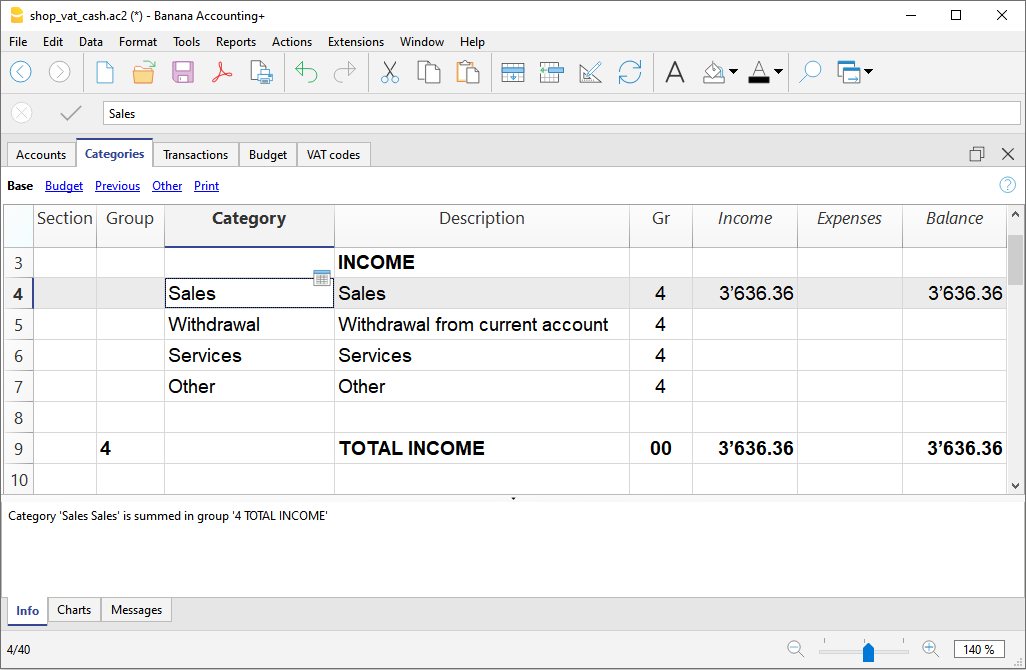 shop_vat_cash.ac2 (*) - Banana Accounting+
File Edit Data Format Tools Reports Actions Extensions Window Help
Sales
Accounts Categories Transactions Budget VAT codes
Base Budget Previous Other Print
Section Group Category Description Gr Income Expenses Balance
3 INCOME
4 Sales Sales 4 3’636.36 3’636.36
5 Withdrawal Withdrawal from current account 4
6 Services Services 4
7 Other Other 4
8
9 4 TOTAL INCOME 00 3’636.36 3’636.36
10
Category 'Sales Sales' is summed in group '4 TOTAL INCOME'
Info Charts Messages
4/40 140 %